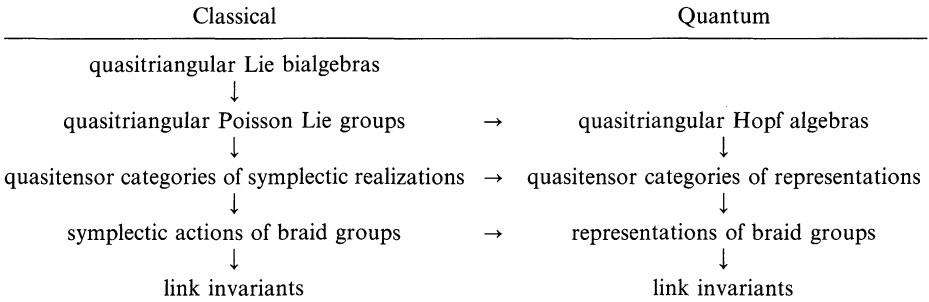 Classical Quantum
quasitriangular Lie bialgebras
↓
quasitriangular Poisson Lie groups → quasitriangular Hopf algebras
↓ ↓
quasitensor categories of symplectic realizations → quasitensor categories of representations
↓ ↓
symplectic actions of braid groups → representations of braid groups
↓ ↓
link invariants link invariants